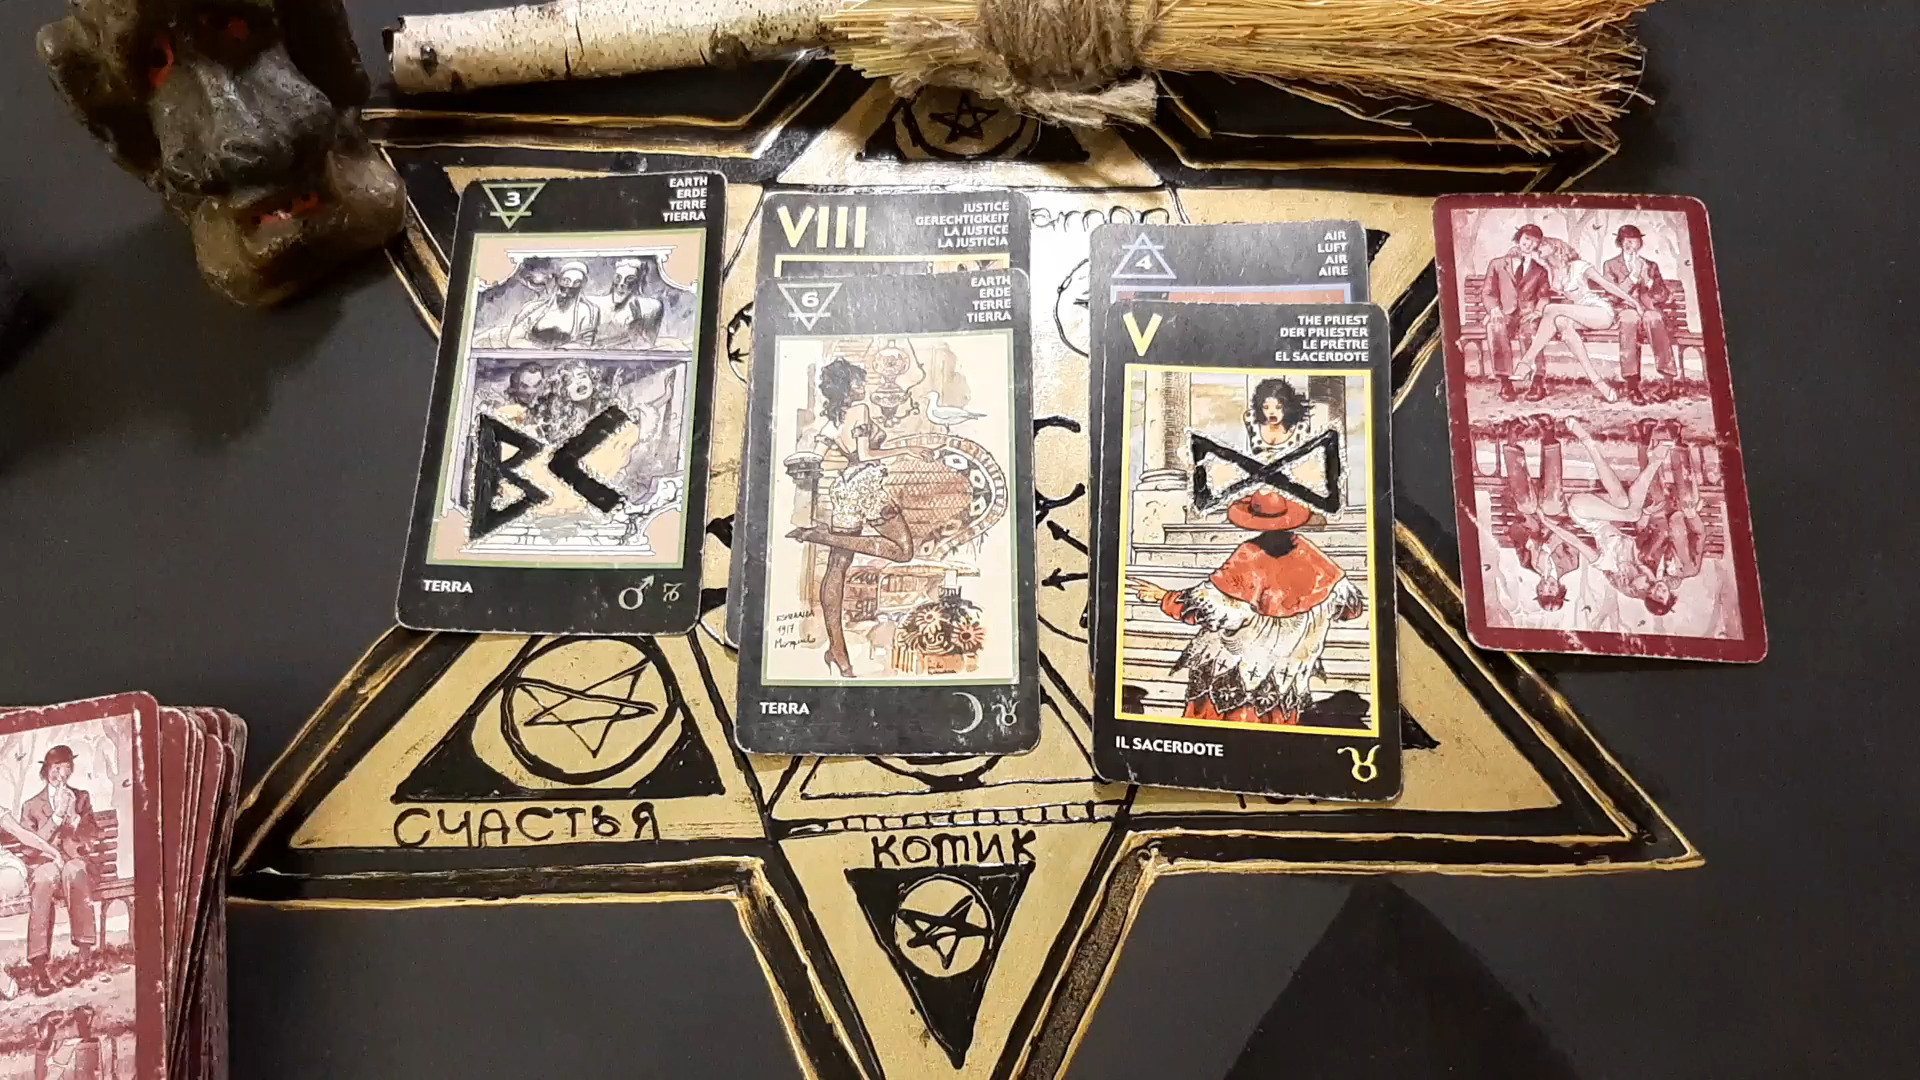 3
EARTH
ERDE
TERRE
TIERRA
TERRA
VIII
JUSTICE
GERECHTIGKEIT
LA JUSTICE
LA JUSTICIA
6
EARTH
ERDE
TERRE
TIERRA
TERRA
4
AIR
LUFT
AIR
AIRE
V
THE PRIEST
DER PRIESTER
LE PRÊTRE
EL SACERDOTE
IL SACERDOTE
СЧАСТЬЯ
КОТИК